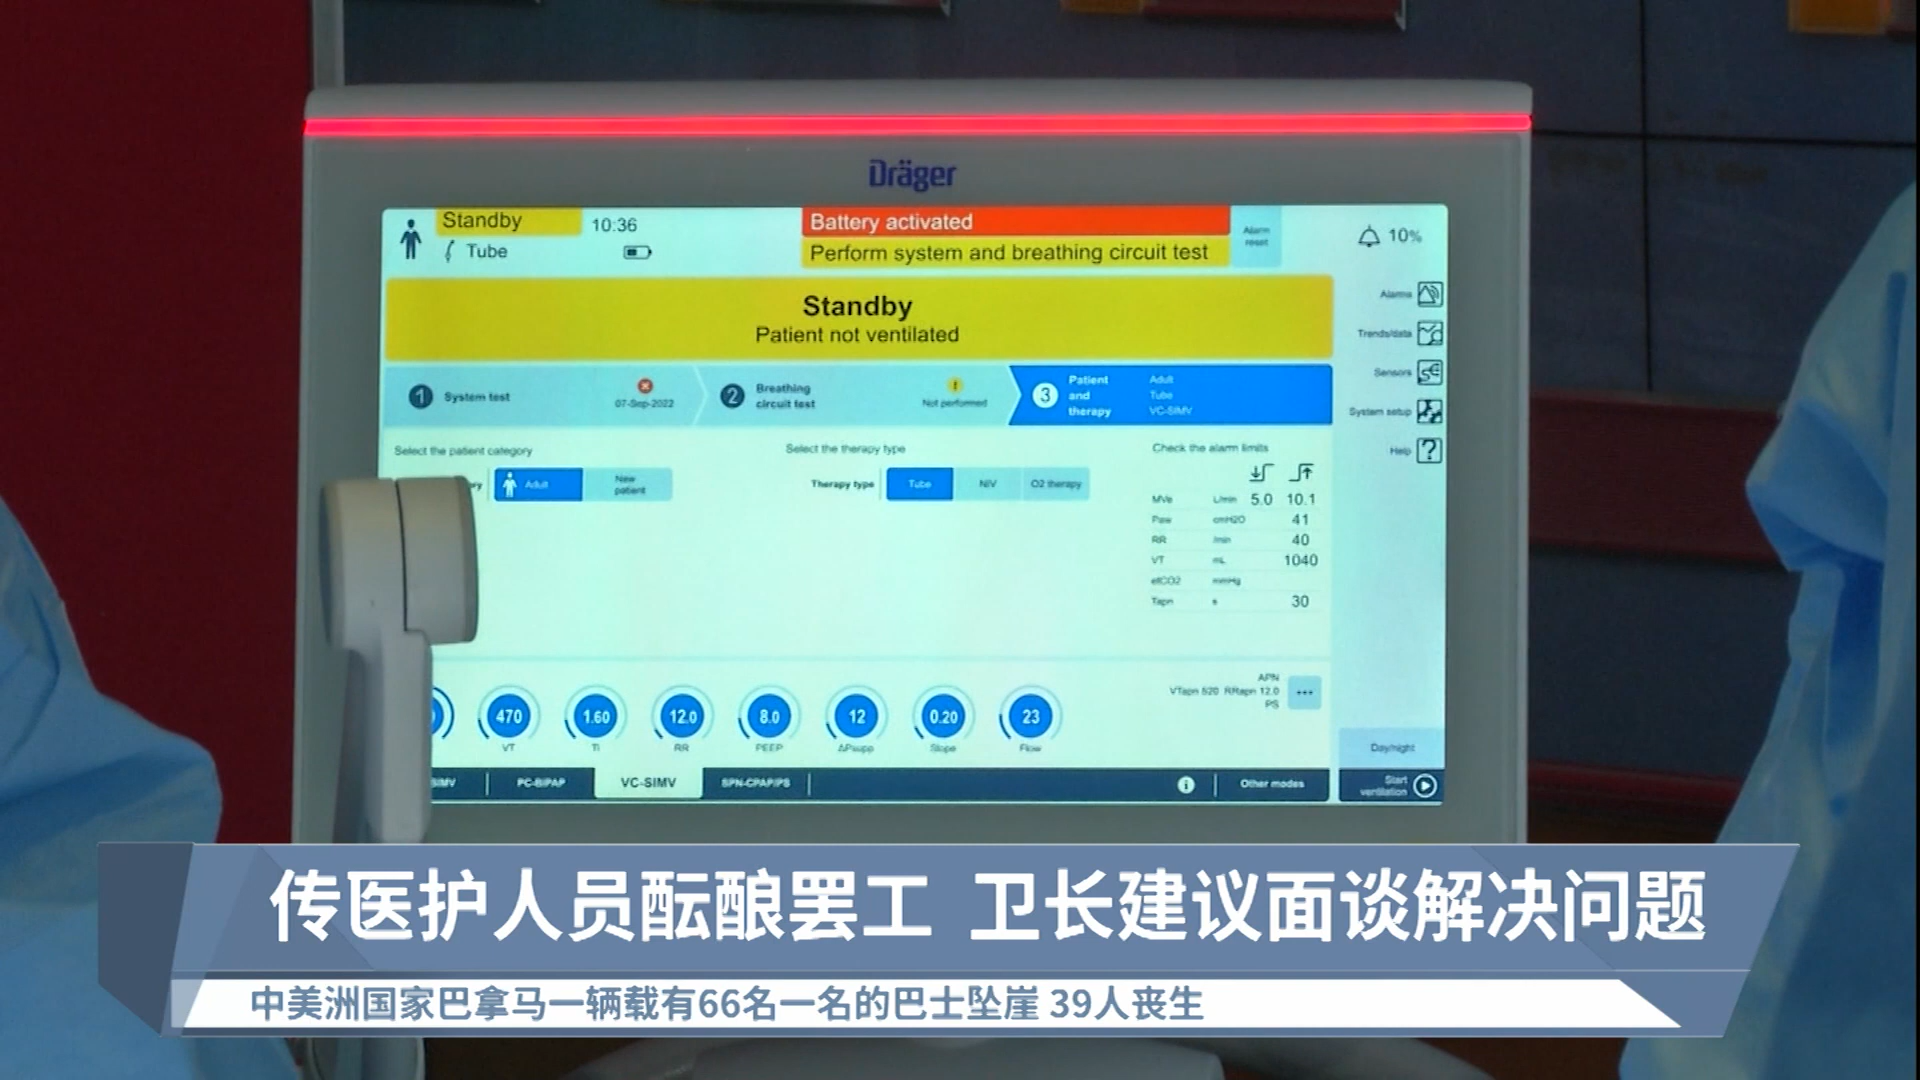 Dräger
Standby
10:36
Battery activated
Alarm reset
10%
Tube
Perform system and breathing circuit test
Standby
Patient not ventilated
Alarms
Trends/data
Sensors
System setup
Help
1 System test
07-Sep-2022
2 Breathing circuit test
Not performed
3 Patient and therapy
Adult
Tube
VC-SIMV
Select the patient category
Select the therapy type
Check the alarm limits
Adult
New patient
Therapy type
Tube
NIV
O2 therapy
MVe L/min 5.0 10.1
Paw cmH2O 41
RR /min 40
VT mL 1040
etCO2 mmHg
Tapn s 30
APN
VTapn 520 RRapn 12.0
PS
470
1.60
12.0
8.0
12
0.20
23
VT
Ti
RR
PEEP
ΔPsupp
Slope
Flow
Day/night
PC-BIPAP
VC-SIMV
SPN-CPAP/PS
Other modes
Start ventilation
传医护人员酝酿罢工 卫长建议面谈解决问题
中美洲国家巴拿马一辆载有66名一名的巴士坠崖 39人丧生